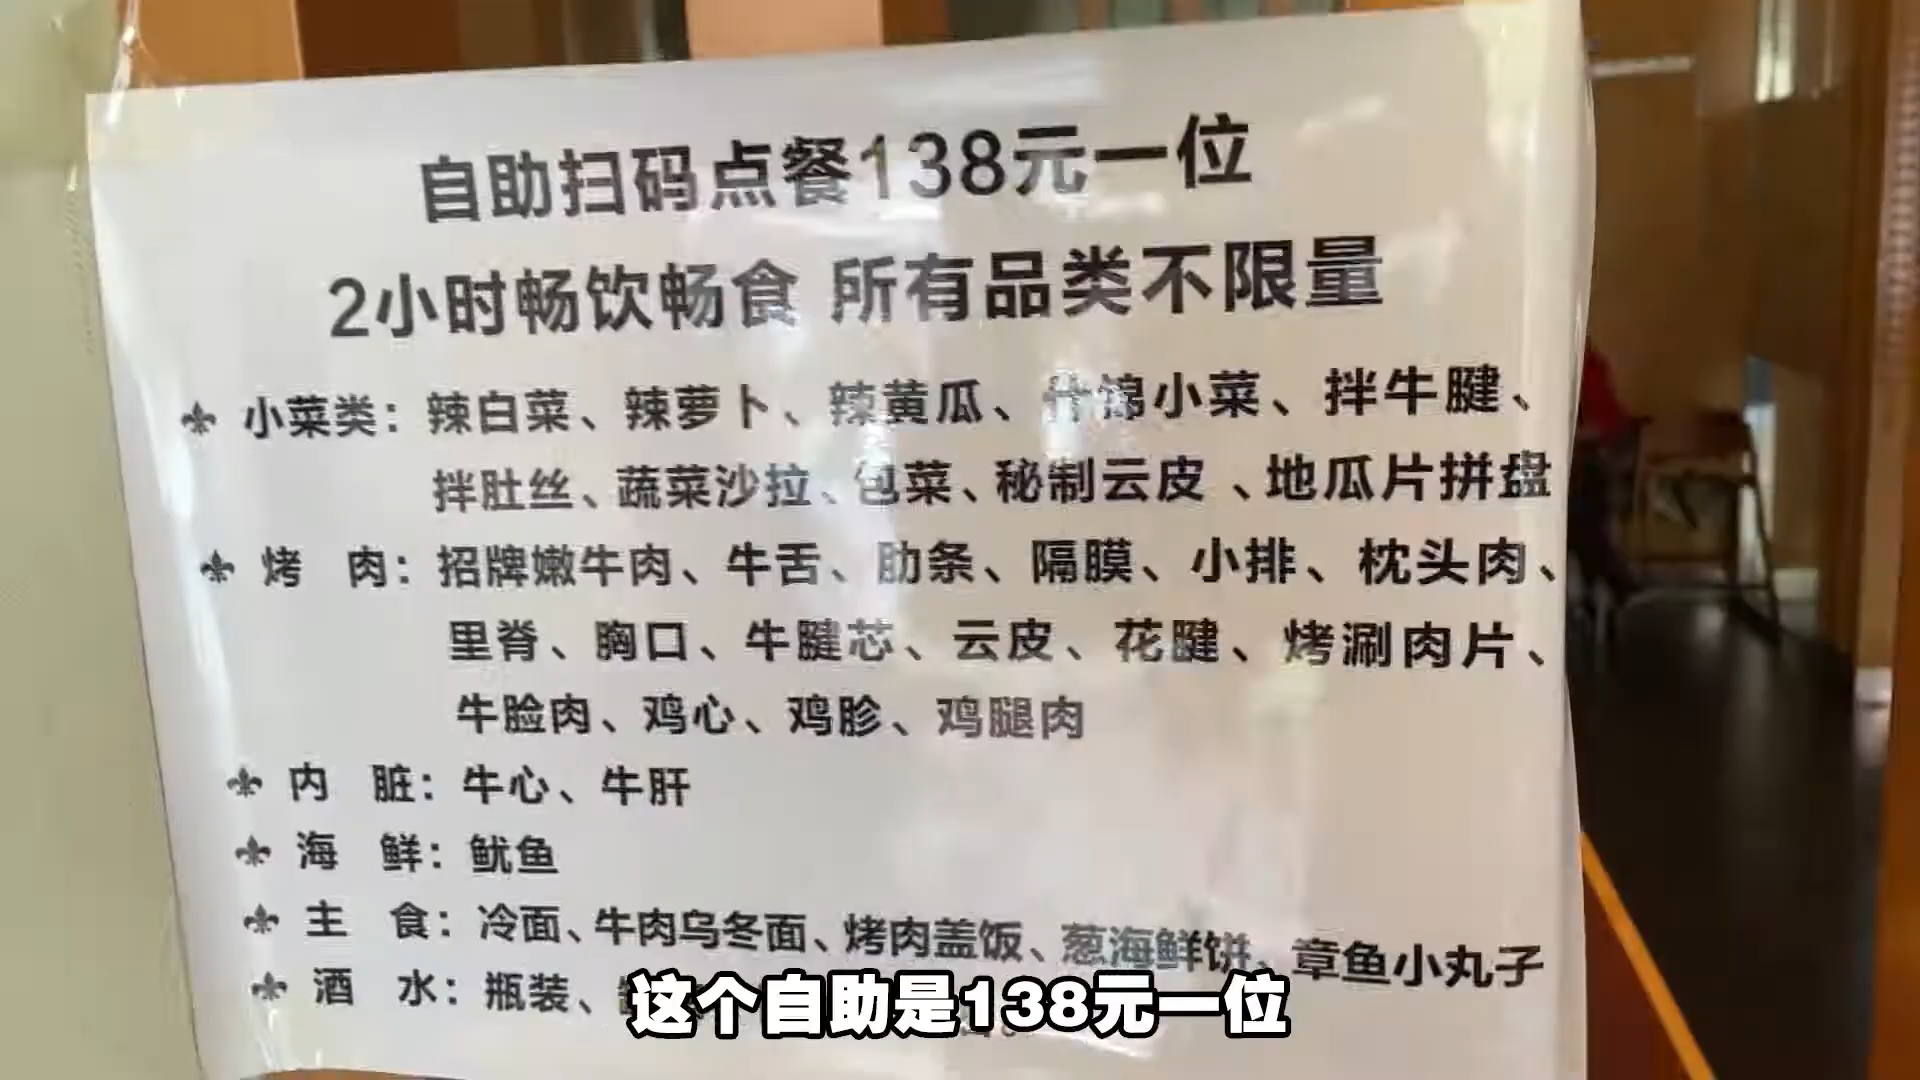 自助扫码点餐138元一位
2小时畅饮畅食 所有品类不限量
小菜类：辣白菜、辣萝卜、辣黄瓜、什锦小菜、拌牛腱、
拌肚丝、蔬菜沙拉、包菜、秘制云皮、地瓜片拼盘
烤 肉：招牌嫩牛肉、牛舌、肋条、隔膜、小排、枕头肉、
里脊、胸口、牛腱芯、云皮、花腱、烤涮肉片、
牛脸肉、鸡心、鸡胗、鸡腿肉
内 脏：牛心、牛肝
海 鲜：鱿鱼
主 食：冷面、牛肉乌冬面、烤肉盖饭、葱海鲜饼、章鱼小丸子
酒 水：瓶装、
这个自助是138元一位